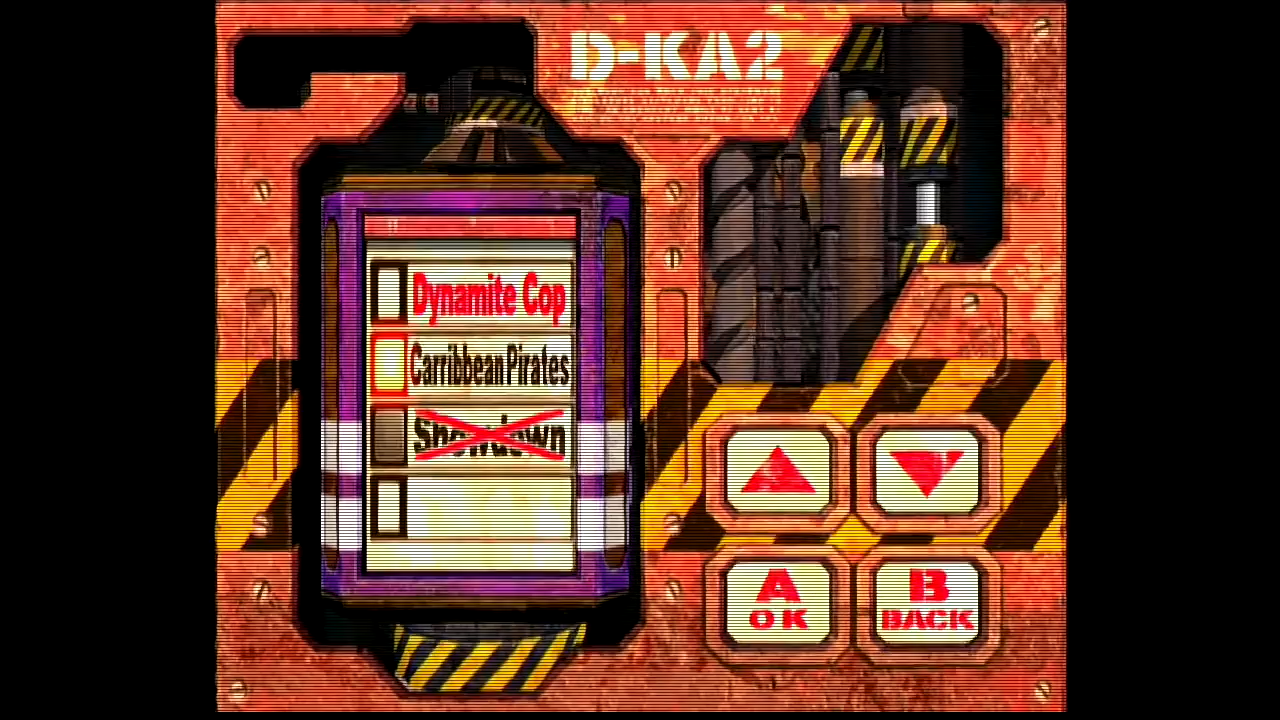 D-KA2
Dynamite Cop
Carribbean Pirates
Showdown
A
OK
B
BACK